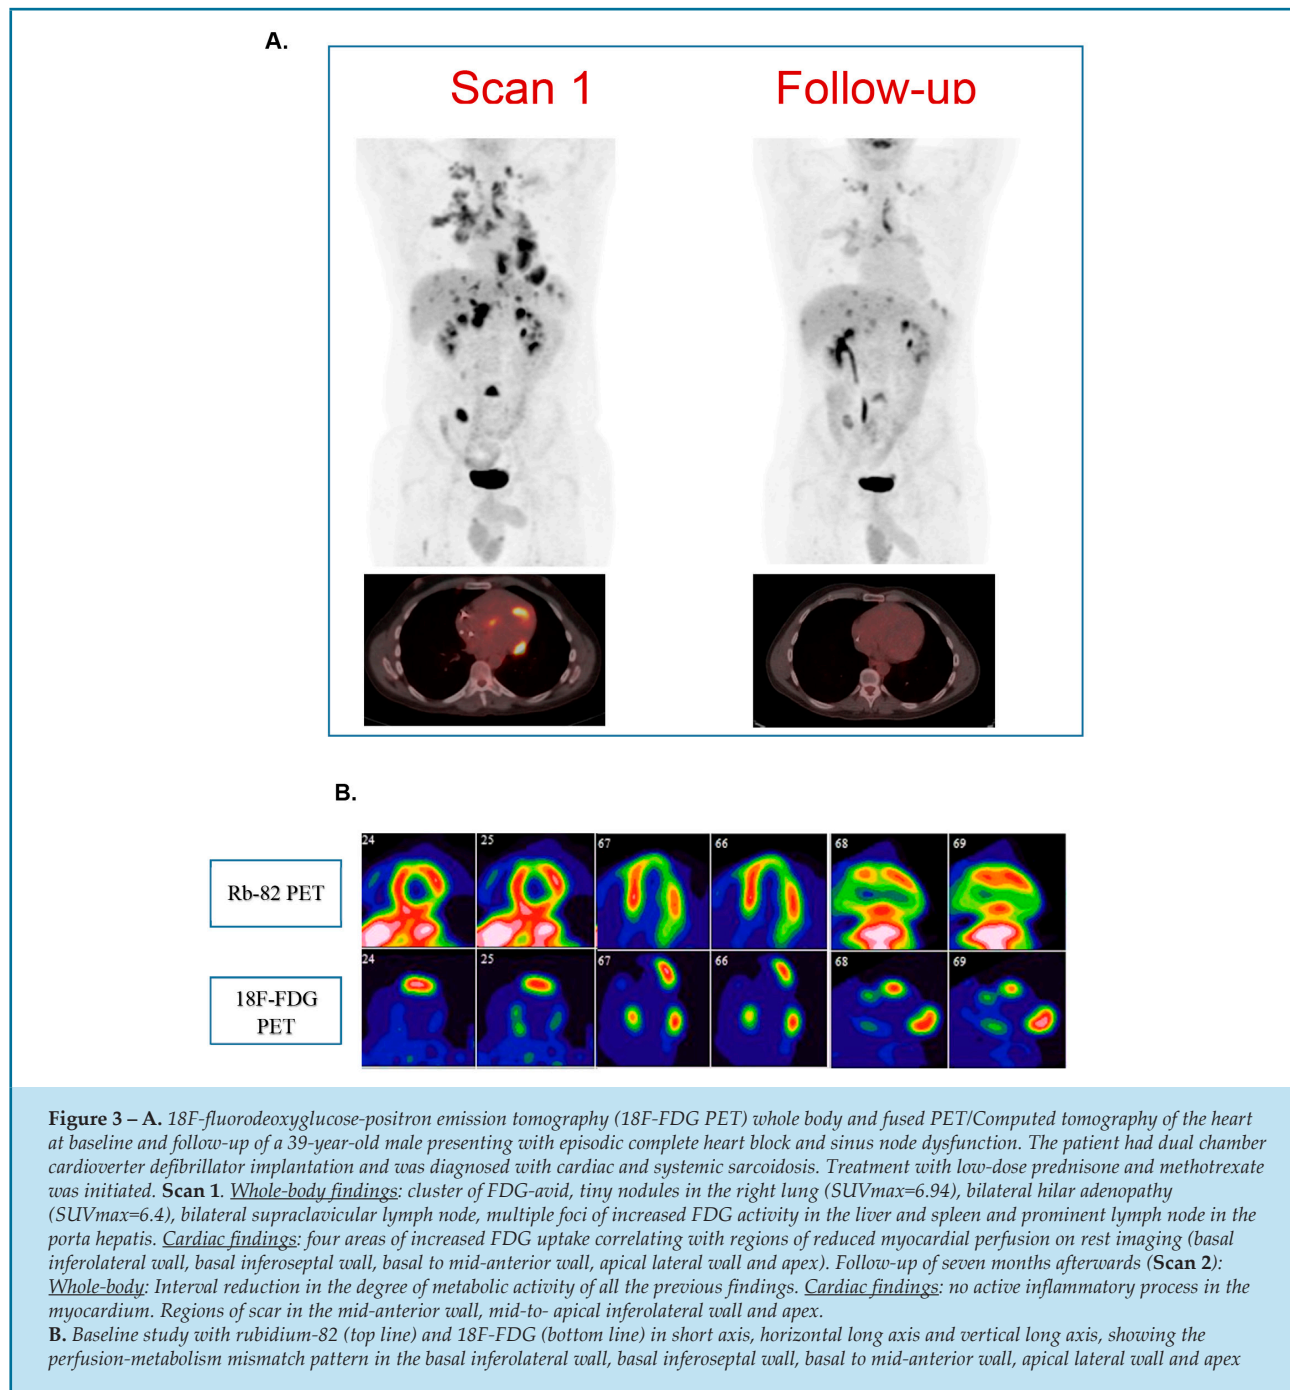 A.
Scan 1
Follow-up
B.
Rb-82 PET
24
25
67
66
68
69
18F-FDG
PET
24
25
67
66
68
69
Figure 3 – A. 18F-fluorodeoxyglucose-positron emission tomography (18F-FDG PET) whole body and fused PET/Computed tomography of the heart
at baseline and follow-up of a 39-year-old male presenting with episodic complete heart block and sinus node dysfunction. The patient had dual chamber
cardioverter defibrillator implantation and was diagnosed with cardiac and systemic sarcoidosis. Treatment with low-dose prednisone and methotrexate
was initiated. Scan 1. Whole-body findings: cluster of FDG-avid, tiny nodules in the right lung (SUVmax=6.94), bilateral hilar adenopathy
(SUVmax=6.4), bilateral supraclavicular lymph node, multiple foci of increased FDG activity in the liver and spleen and prominent lymph node in the
porta hepatis. Cardiac findings: four areas of increased FDG uptake correlating with regions of reduced myocardial perfusion on rest imaging (basal
inferolateral wall, basal inferoseptal wall, basal to mid-anterior wall, apical lateral wall and apex). Follow-up of seven months afterwards (Scan 2):
Whole-body: Interval reduction in the degree of metabolic activity of all the previous findings. Cardiac findings: no active inflammatory process in the
myocardium. Regions of scar in the mid-anterior wall, mid-to- apical inferolateral wall and apex.
B. Baseline study with rubidium-82 (top line) and 18F-FDG (bottom line) in short axis, horizontal long axis and vertical long axis, showing the
perfusion-metabolism mismatch pattern in the basal inferolateral wall, basal inferoseptal wall, basal to mid-anterior wall, apical lateral wall and apex